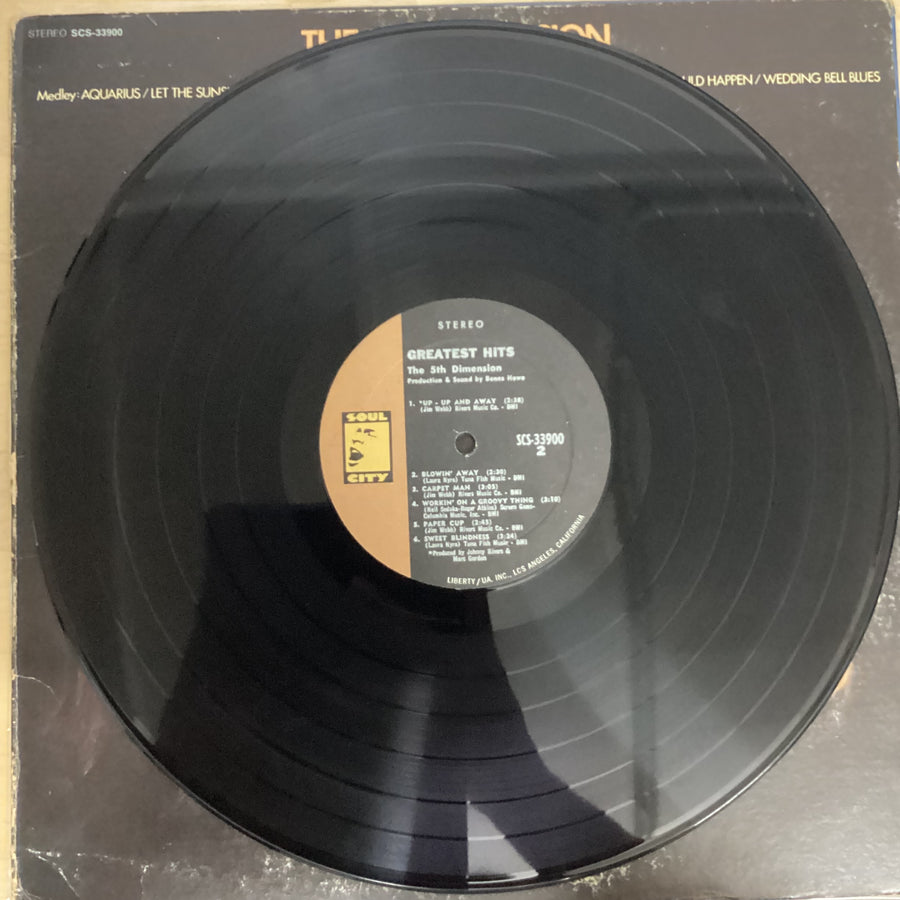 STEREO SCS-33900
THE SION
Medley: AQUARIUS / LET THE SUNS
ULD HAPPEN / WEDDING BELL BLUES
STEREO
GREATEST HITS
The 5th Dimension
Production & Sound by Bones Howe
1. *UP - UP AND AWAY (2:38)
(Jim Webb) Rivers Music Co. - BMI
SOUL
CITY
SCS-33900
2
2. BLOWIN' AWAY (2:30)
(Laura Nyro) Tuna Fish Music - BMI
3. CARPET MAN (3:05)
(Jim Webb) Rivers Music Co. - BMI
4. WORKIN' ON A GROOVY THING (3:10)
(Neil Sedaka-Roger Atkins) Screen Gems-
Columbia Music, Inc. - BMI
5. PAPER CUP (2:45)
(Jim Webb) Rivers Music Co. - BMI
6. SWEET BLINDNESS (3:24)
(Laura Nyro) Tuna Fish Music - BMI
*Produced by Johnny Rivers &
Marc Gordon
LIBERTY/UA, INC., LOS ANGELES, CALIFORNIA